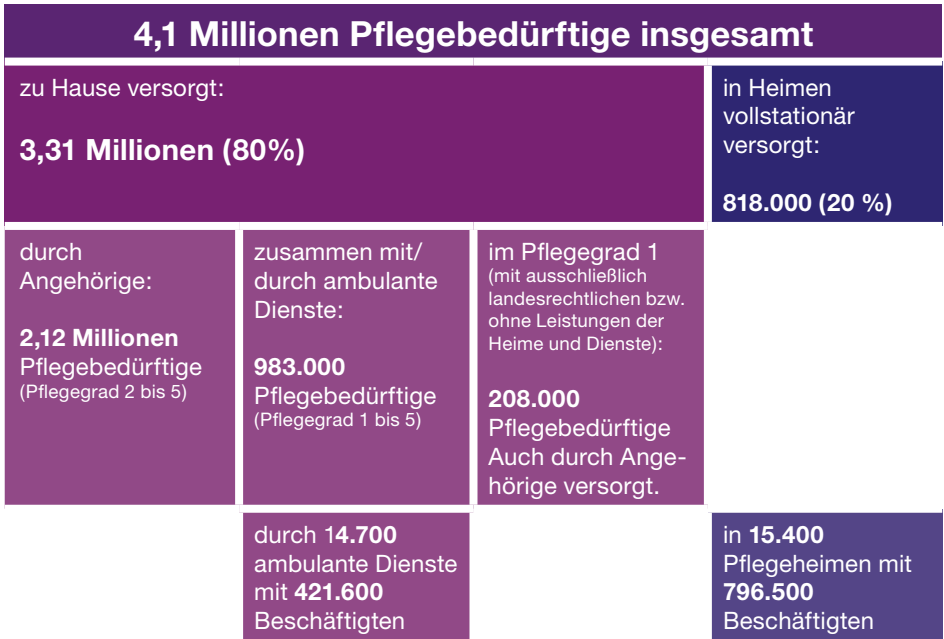 4,1 Millionen Pflegebedürftige insgesamt
zu Hause versorgt:
3,31 Millionen (80%)
in Heimen
vollstationär
versorgt:
818.000 (20 %)
durch
Angehörige:
2,12 Millionen
Pflegebedürftige
(Pflegegrad 2 bis 5)
zusammen mit/
durch ambulante
Dienste:
983.000
Pflegebedürftige
(Pflegegrad 1 bis 5)
im Pflegegrad 1
(mit ausschließlich
landesrechtlichen bzw.
ohne Leistungen der
Heime und Dienste):
208.000
Pflegebedürftige
Auch durch Ange-
hörige versorgt.
durch 14.700
ambulante Dienste
mit 421.600
Beschäftigten
in 15.400
Pflegeheimen mit
796.500
Beschäftigten